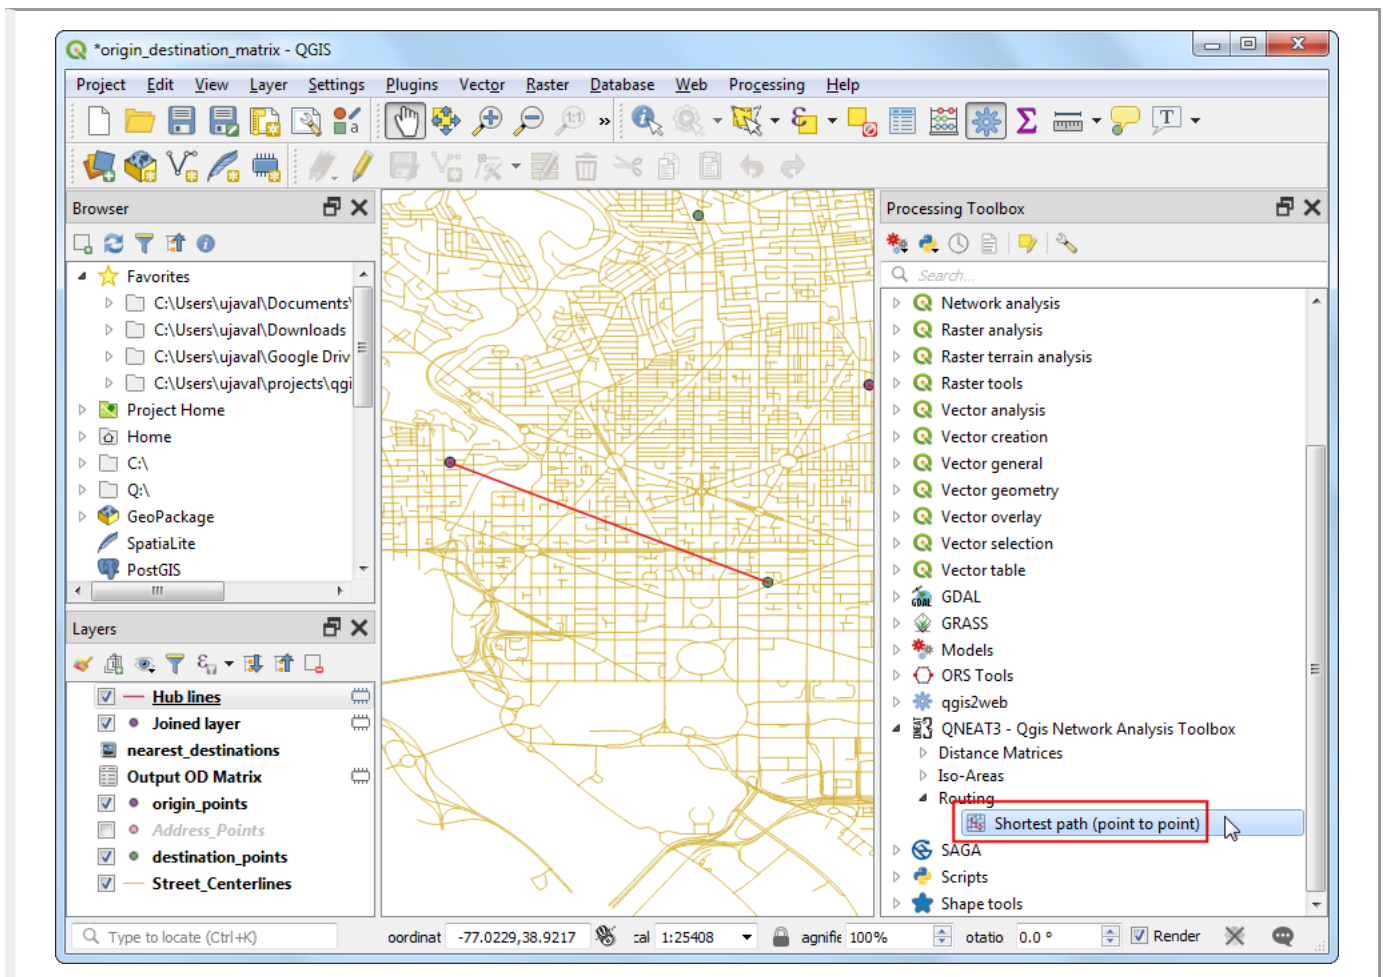 *origin_destination_matrix - QGIS
Project Edit View Layer Settings Plugins Vector Raster Database Web Processing Help
Browser
Favorites
C:\Users\ujaval\Documents'
C:\Users\ujaval\Downloads
C:\Users\ujaval\Google Driv
C:\Users\ujaval\projects\qgi
Project Home
Home
C:\
Q:\
GeoPackage
SpatiaLite
PostGIS
Layers
Hub lines
Joined layer
nearest_destinations
Output OD Matrix
origin_points
Address_Points
destination_points
Street_Centerlines
Processing Toolbox
Search...
Network analysis
Raster analysis
Raster terrain analysis
Raster tools
Vector analysis
Vector creation
Vector general
Vector geometry
Vector overlay
Vector selection
Vector table
GDAL
GRASS
Models
ORS Tools
qgis2web
QNEAT3 - Qgis Network Analysis Toolbox
Distance Matrices
Iso-Areas
Routing
Shortest path (point to point)
SAGA
Scripts
Shape tools
Type to locate (Ctrl+K) oordinat -77.0229,38.9217 cal 1:25408 agnifie 100% otatio 0.0 ° Render